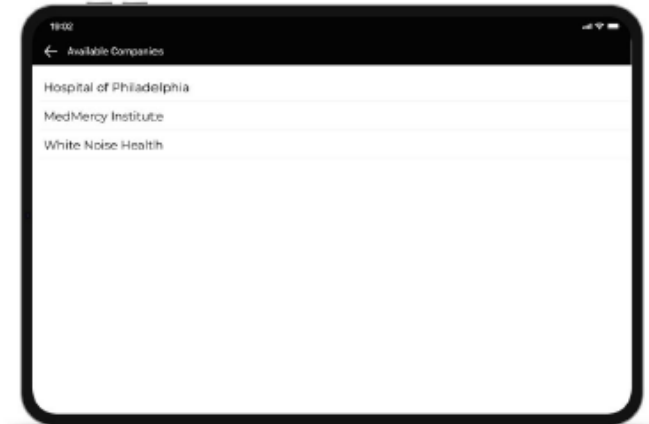 19:02
Available Companies
Hospital of Philadelphia
MedMercy Institute
White Noise Health